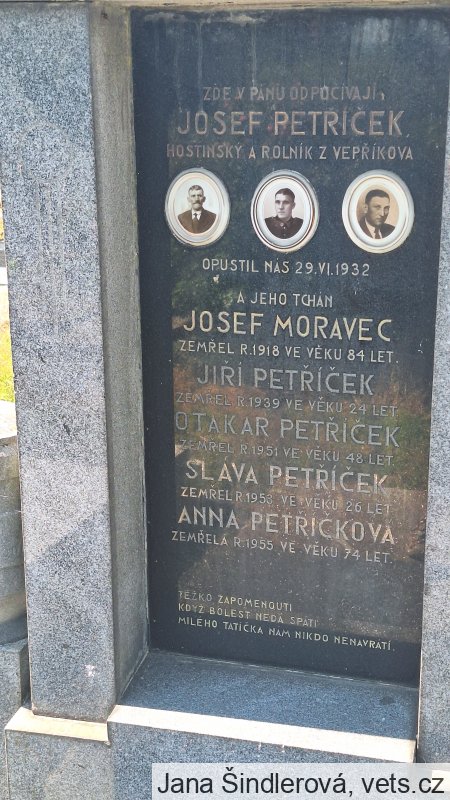 ZDE V PÁNU ODPOČÍVAJÍ
JOSEF PETŘÍČEK,
HOSTINSKÝ A ROLNÍK Z VEPŘÍKOVA
OPUSTIL NÁS 29.VI.1932
A JEHO TCHÁN
JOSEF MORAVEC
ZEMŘEL R.1918 VE VĚKU 84 LET.
JIŘÍ PETŘÍČEK
ZEMŘEL R.1939 VE VĚKU 24 LET.
OTAKAR PETŘÍČEK
ZEMŘEL R.1951 VE VĚKU 48 LET.
SLÁVA PETŘÍČEK
ZEMŘEL R.1953 VE VĚKU 26 LET
ANNA PETŘÍČKOVÁ
ZEMŘELA R.1955 VE VĚKU 74 LET.
TĚŽKO ZAPOMENOUTI
KDYŽ BOLEST NEDÁ SPÁTI
MILÉHO TATÍČKA NÁM NIKDO NENAVRÁTÍ.
Jana Šindlerová, vets.cz